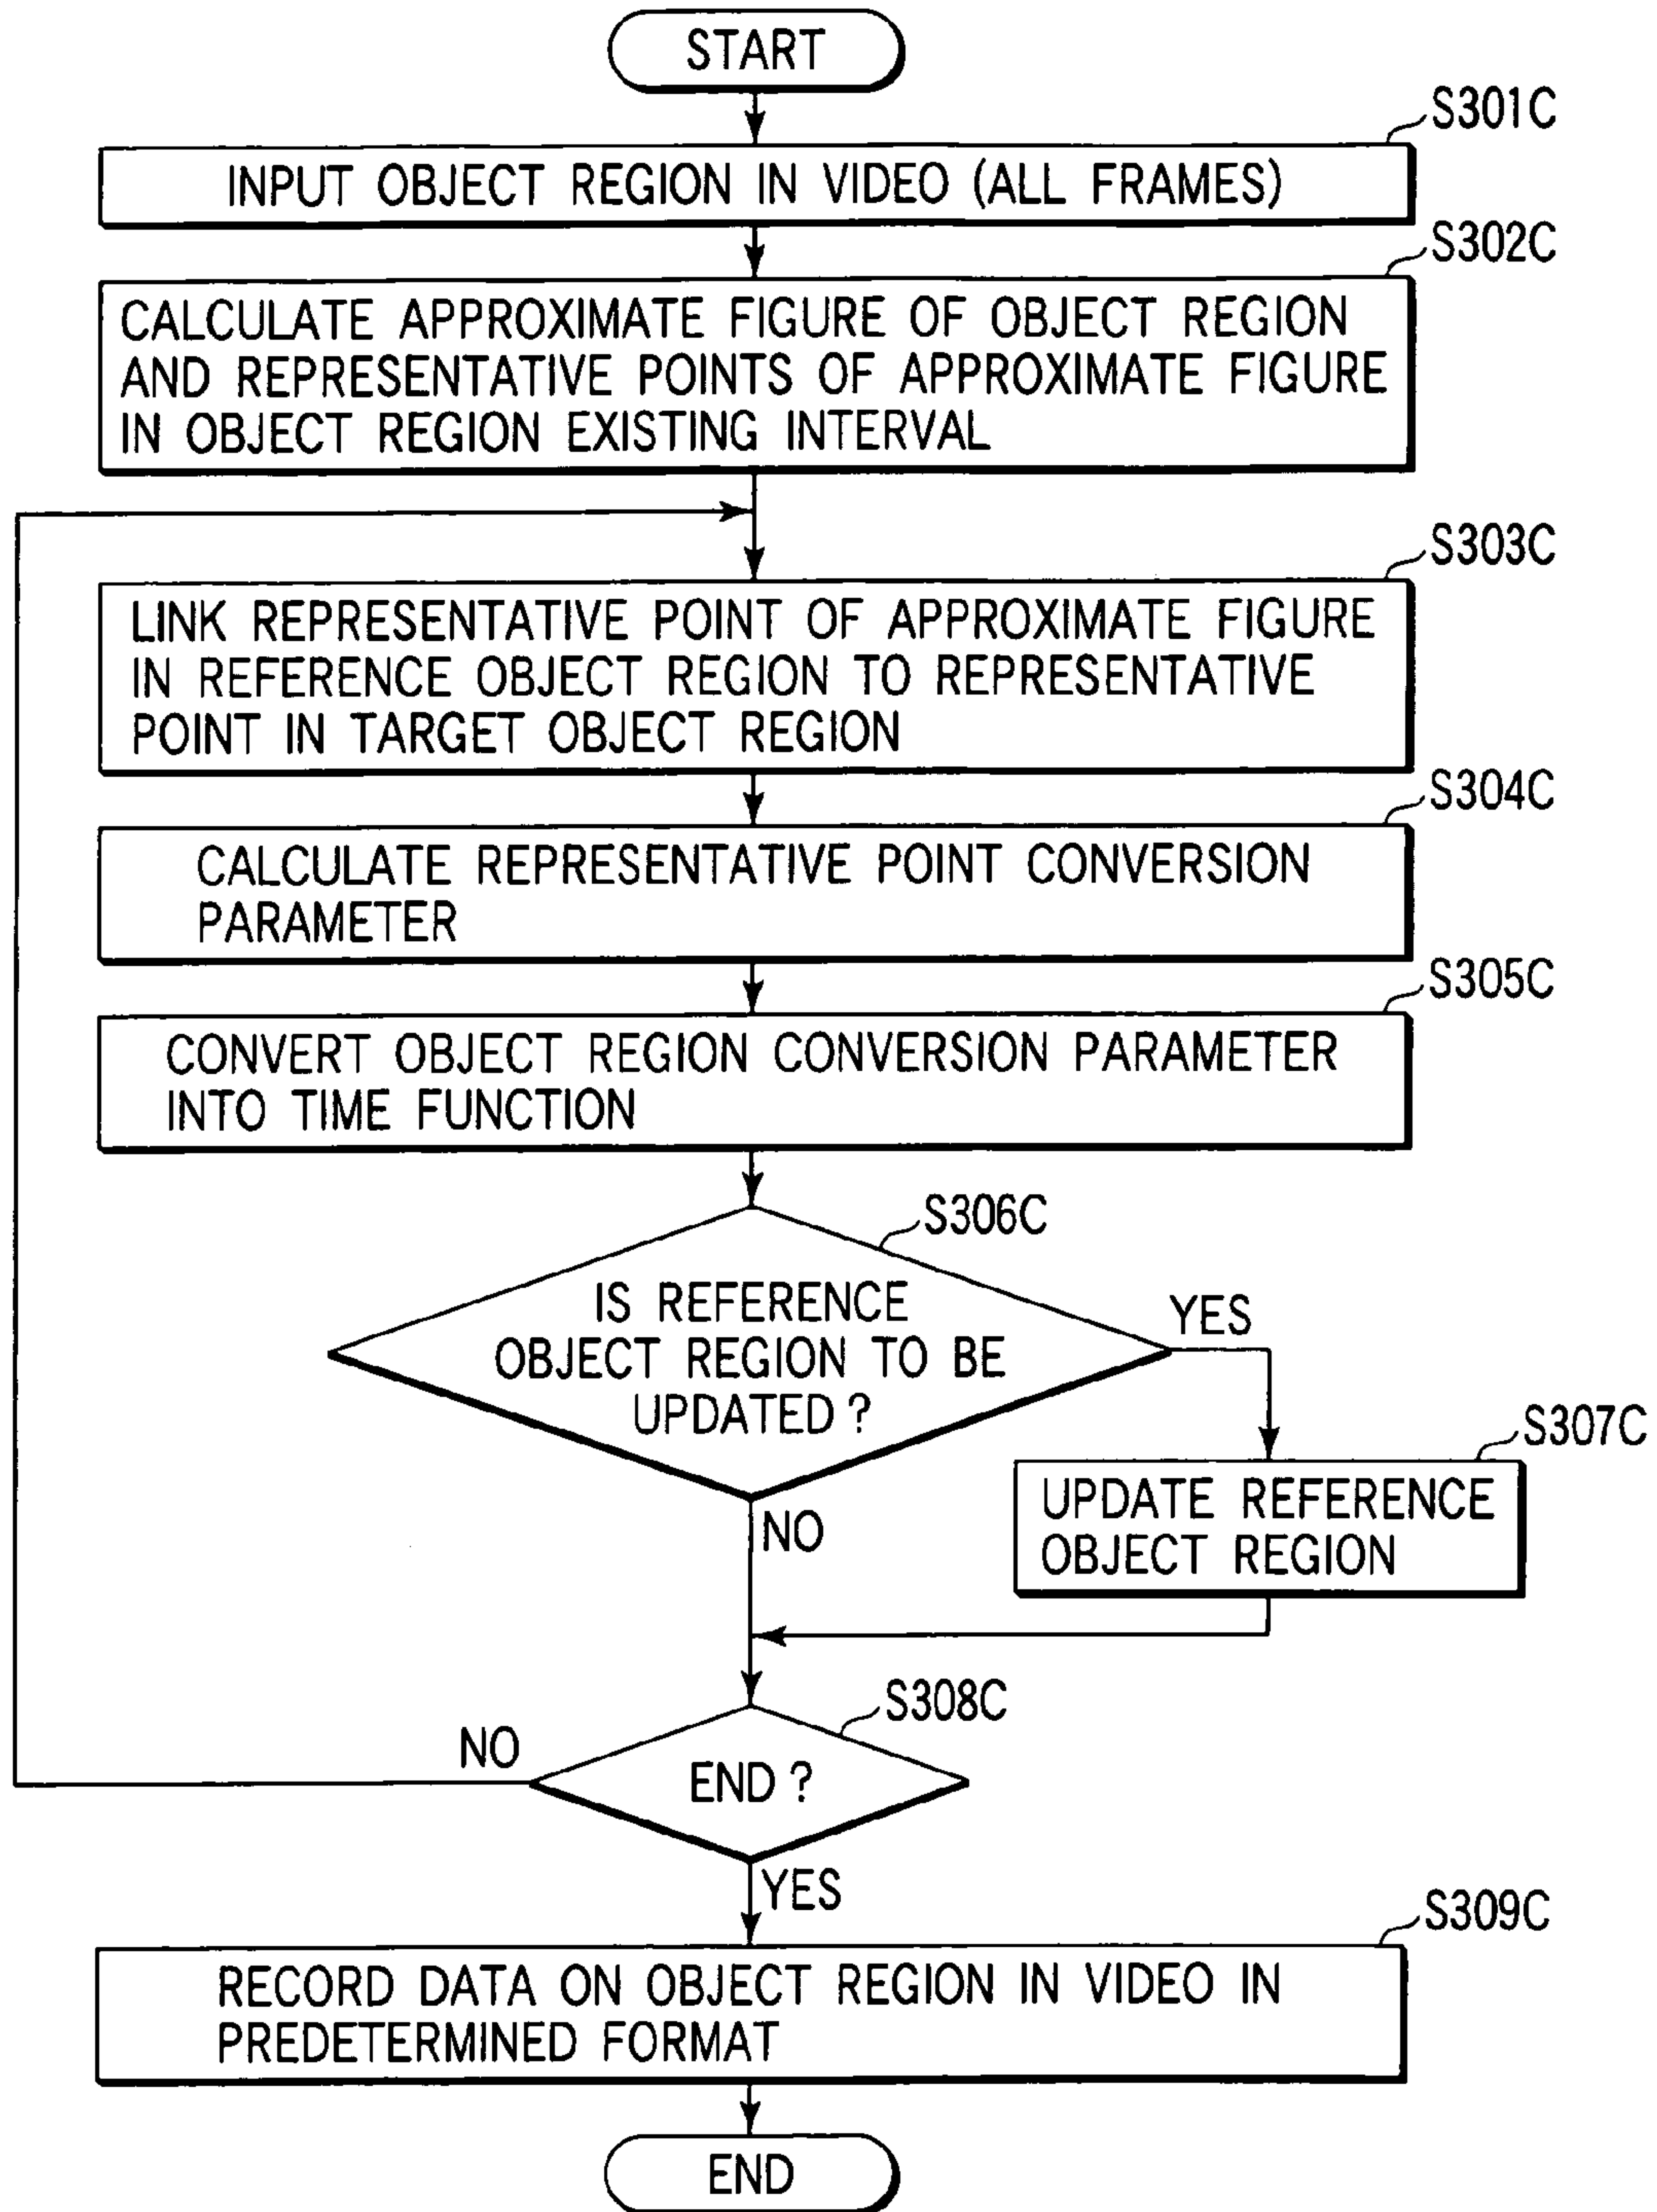 START
S301C
INPUT OBJECT REGION IN VIDEO (ALL FRAMES)
S302C
CALCULATE APPROXIMATE FIGURE OF OBJECT REGION
AND REPRESENTATIVE POINTS OF APPROXIMATE FIGURE
IN OBJECT REGION EXISTING INTERVAL
S303C
LINK REPRESENTATIVE POINT OF APPROXIMATE FIGURE
IN REFERENCE OBJECT REGION TO REPRESENTATIVE
POINT IN TARGET OBJECT REGION
S304C
CALCULATE REPRESENTATIVE POINT CONVERSION
PARAMETER
S305C
CONVERT OBJECT REGION CONVERSION PARAMETER
INTO TIME FUNCTION
S306C
IS REFERENCE
OBJECT REGION TO BE
UPDATED ?
YES
S307C
UPDATE REFERENCE
OBJECT REGION
NO
S308C
NO
END ?
YES
S309C
RECORD DATA ON OBJECT REGION IN VIDEO IN
PREDETERMINED FORMAT
END